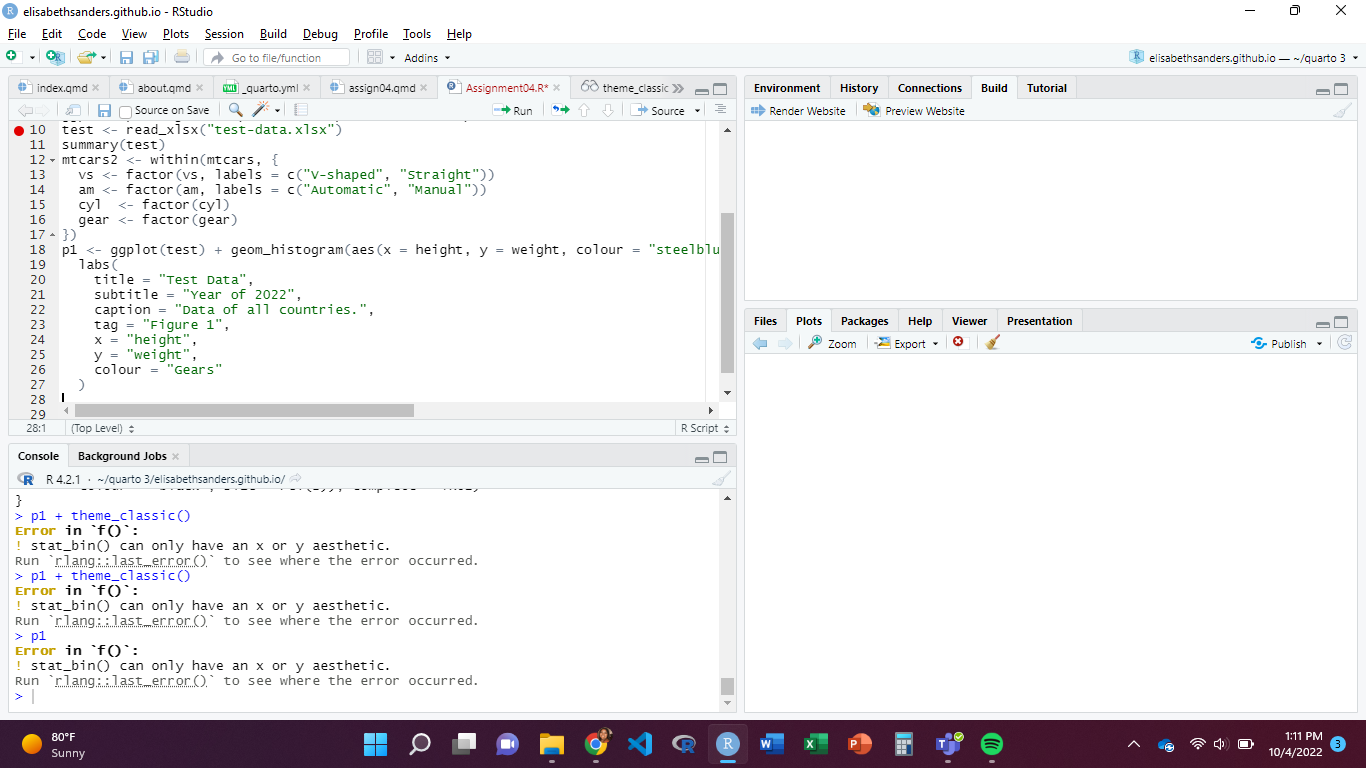 elisabethsanders.github.io - RStudio
File Edit Code View Plots Session Build Debug Profile Tools Help
Go to file/function Addins elisabethsanders.github.io — ~/quarto 3
index.qmd about.qmd _quarto.yml assign04.qmd Assignment04.R* theme_classic
Source on Save Run Source
10 test <- read_xlsx("test-data.xlsx")
11 summary(test)
12 mtcars2 <- within(mtcars, {
13 vs <- factor(vs, labels = c("V-shaped", "Straight"))
14 am <- factor(am, labels = c("Automatic", "Manual"))
15 cyl <- factor(cyl)
16 gear <- factor(gear)
17 })
18 p1 <- ggplot(test) + geom_histogram(aes(x = height, y = weight, colour = "steelblu
19 labs(
20 title = "Test Data",
21 subtitle = "Year of 2022",
22 caption = "Data of all countries.",
23 tag = "Figure 1",
24 x = "height",
25 y = "weight",
26 colour = "Gears"
27 )
28
29
28:1 (Top Level) R Script
Console Background Jobs
R 4.2.1 · ~/quarto 3/elisabethsanders.github.io/
}
> p1 + theme_classic()
Error in `f()`:
! stat_bin() can only have an x or y aesthetic.
Run `rlang::last_error()` to see where the error occurred.
> p1 + theme_classic()
Error in `f()`:
! stat_bin() can only have an x or y aesthetic.
Run `rlang::last_error()` to see where the error occurred.
> p1
Error in `f()`:
! stat_bin() can only have an x or y aesthetic.
Run `rlang::last_error()` to see where the error occurred.
>
Environment History Connections Build Tutorial
Render Website Preview Website
Files Plots Packages Help Viewer Presentation
Zoom Export Publish
80°F
Sunny
1:11 PM
10/4/2022
3